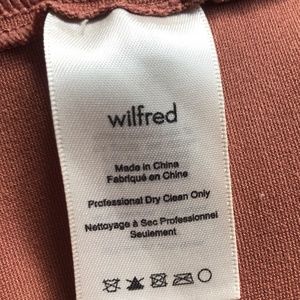 wilfred
Made in China
Fabriqué en Chine
Professional Dry Clean Only
Nettoyage à Sec Professionnel
Seulement